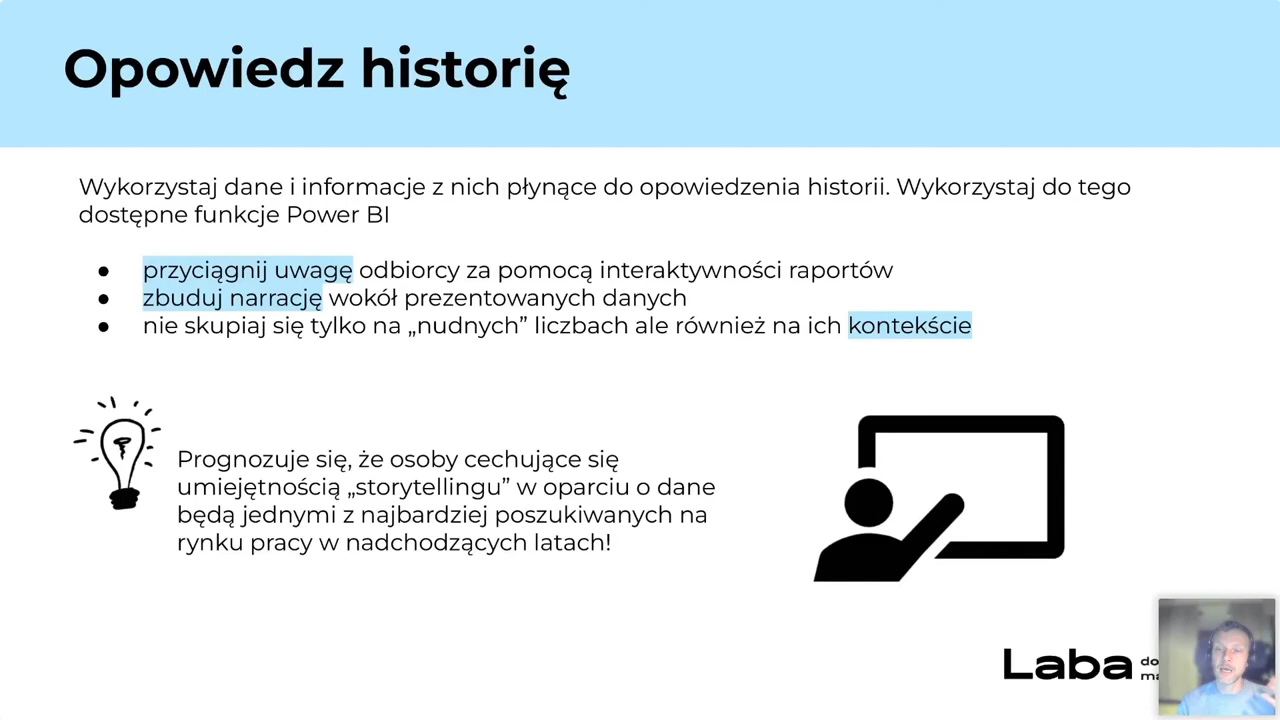 Opowiedz historię
Wykorzystaj dane i informacje z nich płynące do opowiedzenia historii. Wykorzystaj do tego
dostępne funkcje Power BI
● przyciągnij uwagę odbiorcy za pomocą interaktywności raportów
● zbuduj narrację wokół prezentowanych danych
● nie skupiaj się tylko na „nudnych” liczbach ale również na ich kontekście
Prognozuje się, że osoby cechujące się
umiejętnością „storytellingu” w oparciu o dane
będą jednymi z najbardziej poszukiwanych na
rynku pracy w nadchodzących latach!
Laba